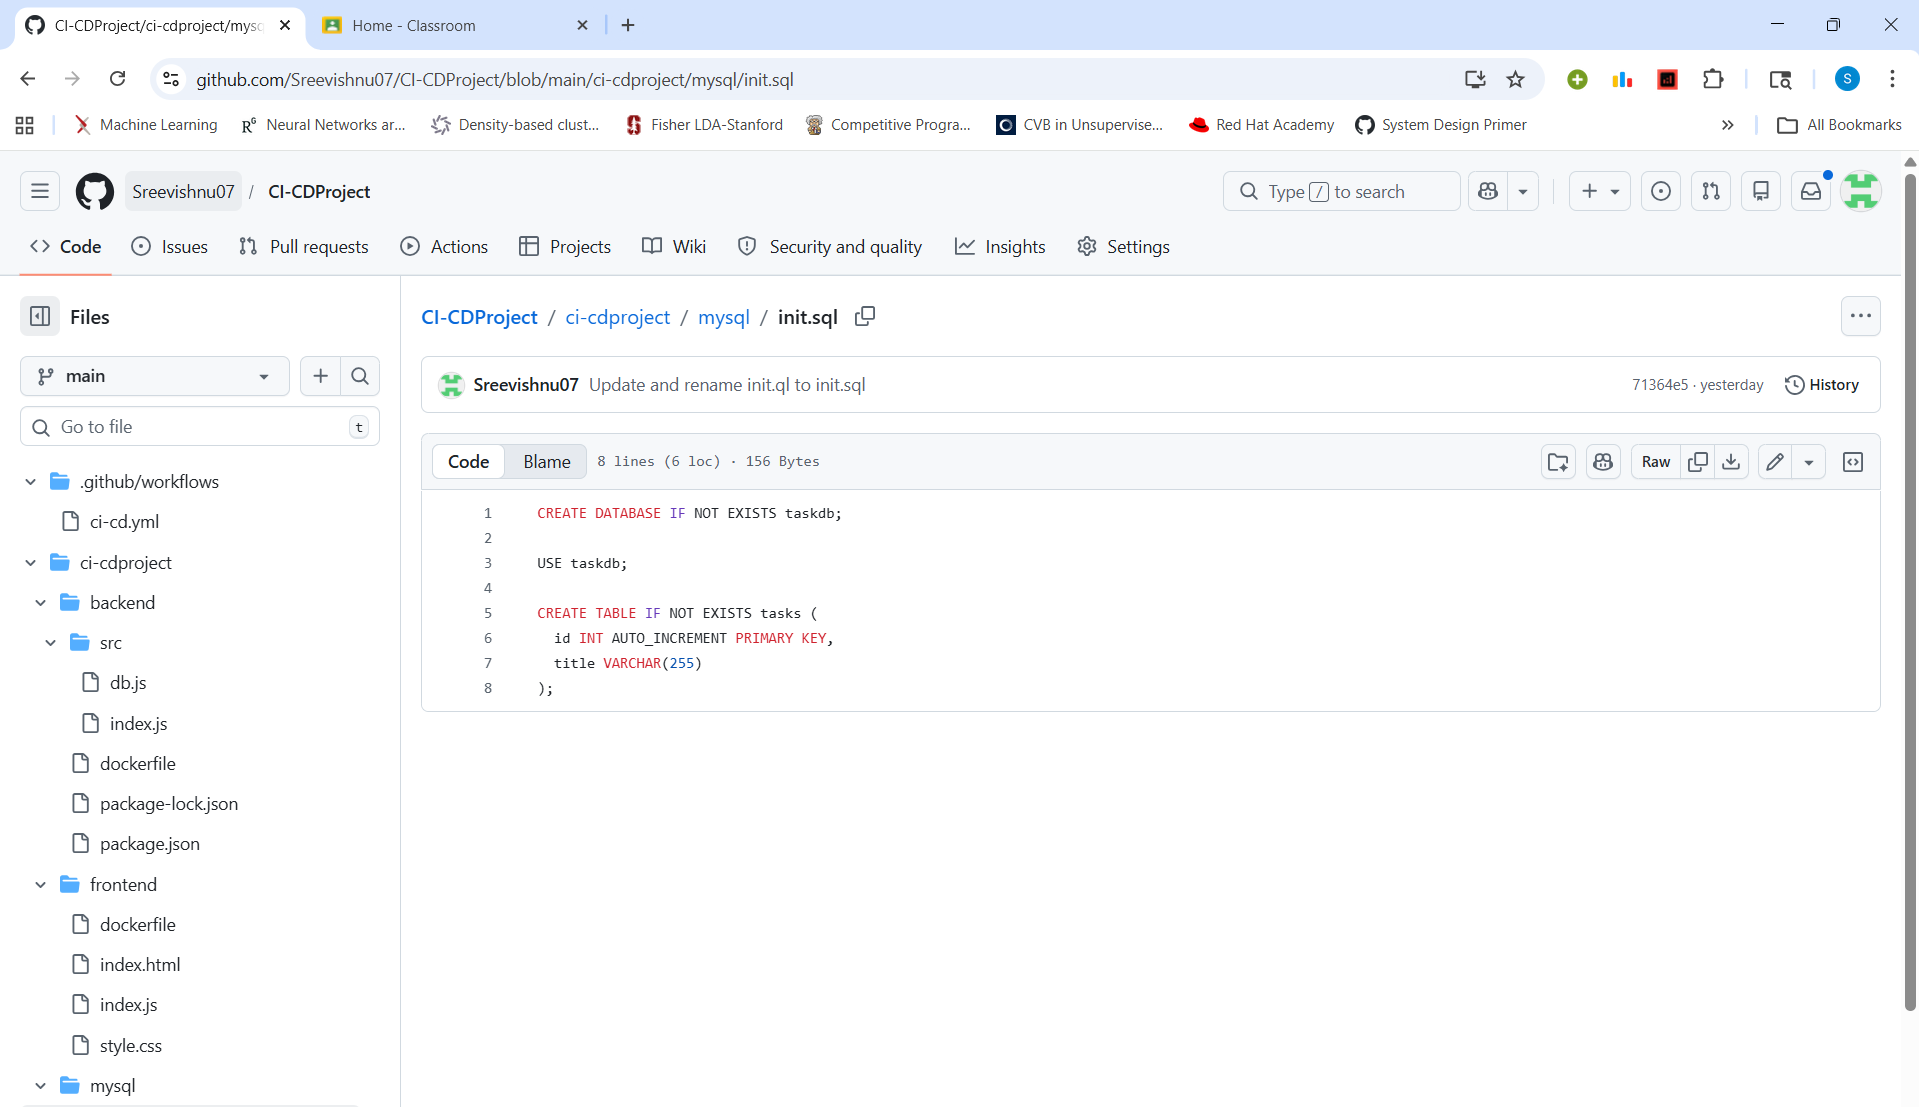 CI-CDProject/ci-cdproject/mysq
Home - Classroom
github.com/Sreevishnu07/CI-CDProject/blob/main/ci-cdproject/mysql/init.sql
S
Machine Learning
Neural Networks ar...
Density-based clust...
Fisher LDA-Stanford
Competitive Progra...
CVB in Unsupervise...
Red Hat Academy
System Design Primer
All Bookmarks
Sreevishnu07 / CI-CDProject
Type / to search
Code
Issues
Pull requests
Actions
Projects
Wiki
Security and quality
Insights
Settings
Files
main
Go to file
t
.github/workflows
ci-cd.yml
ci-cdproject
backend
src
db.js
index.js
dockerfile
package-lock.json
package.json
frontend
dockerfile
index.html
index.js
style.css
mysql
CI-CDProject / ci-cdproject / mysql / init.sql
Sreevishnu07 Update and rename init.ql to init.sql
71364e5 · yesterday
History
Code
Blame
8 lines (6 loc) · 156 Bytes
Raw
1 CREATE DATABASE IF NOT EXISTS taskdb;
2
3 USE taskdb;
4
5 CREATE TABLE IF NOT EXISTS tasks (
6 id INT AUTO_INCREMENT PRIMARY KEY,
7 title VARCHAR(255)
8 );